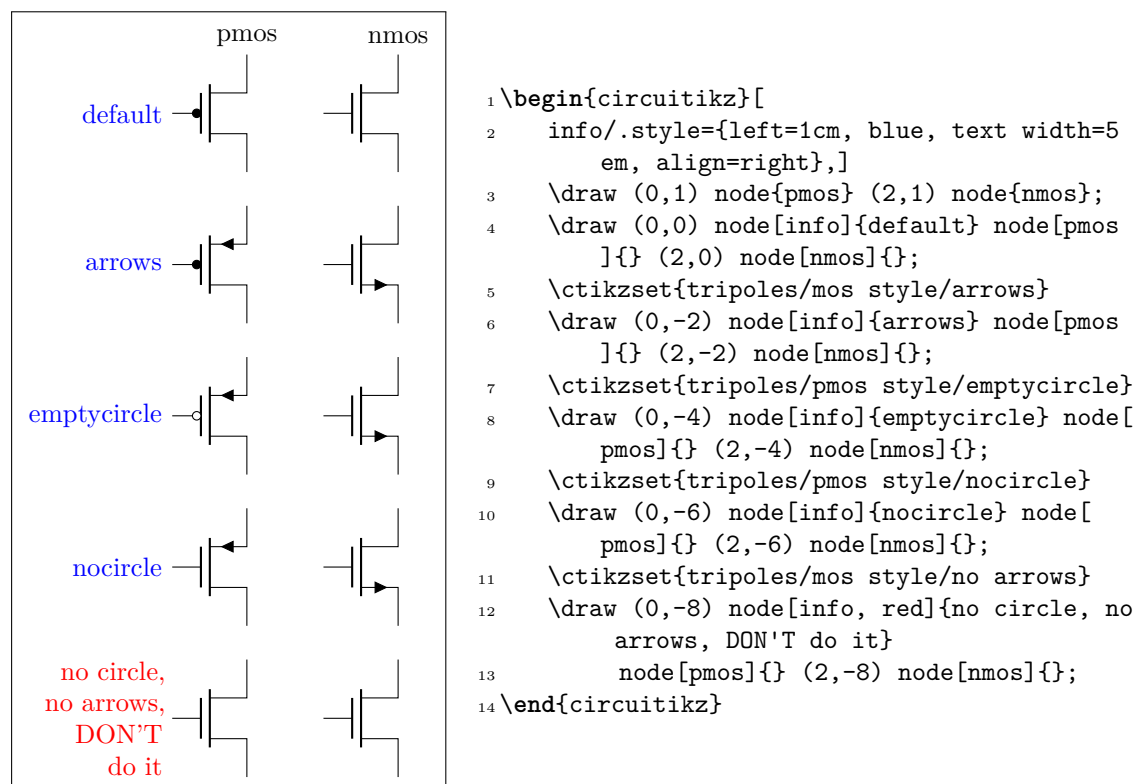 pmos nmos
default
arrows
emptycircle
nocircle
no circle,
no arrows,
DON'T
do it
1 \begin{circuitikz}[
2 info/.style={left=1cm, blue, text width=5
em, align=right},]
3 \draw (0,1) node{pmos} (2,1) node{nmos};
4 \draw (0,0) node[info]{default} node[pmos
]{} (2,0) node[nmos]{};
5 \ctikzset{tripoles/mos style/arrows}
6 \draw (0,-2) node[info]{arrows} node[pmos
]{} (2,-2) node[nmos]{};
7 \ctikzset{tripoles/pmos style/emptycircle}
8 \draw (0,-4) node[info]{emptycircle} node[
pmos]{} (2,-4) node[nmos]{};
9 \ctikzset{tripoles/pmos style/nocircle}
10 \draw (0,-6) node[info]{nocircle} node[
pmos]{} (2,-6) node[nmos]{};
11 \ctikzset{tripoles/mos style/no arrows}
12 \draw (0,-8) node[info, red]{no circle, no
arrows, DON'T do it}
13 node[pmos]{} (2,-8) node[nmos]{};
14 \end{circuitikz}